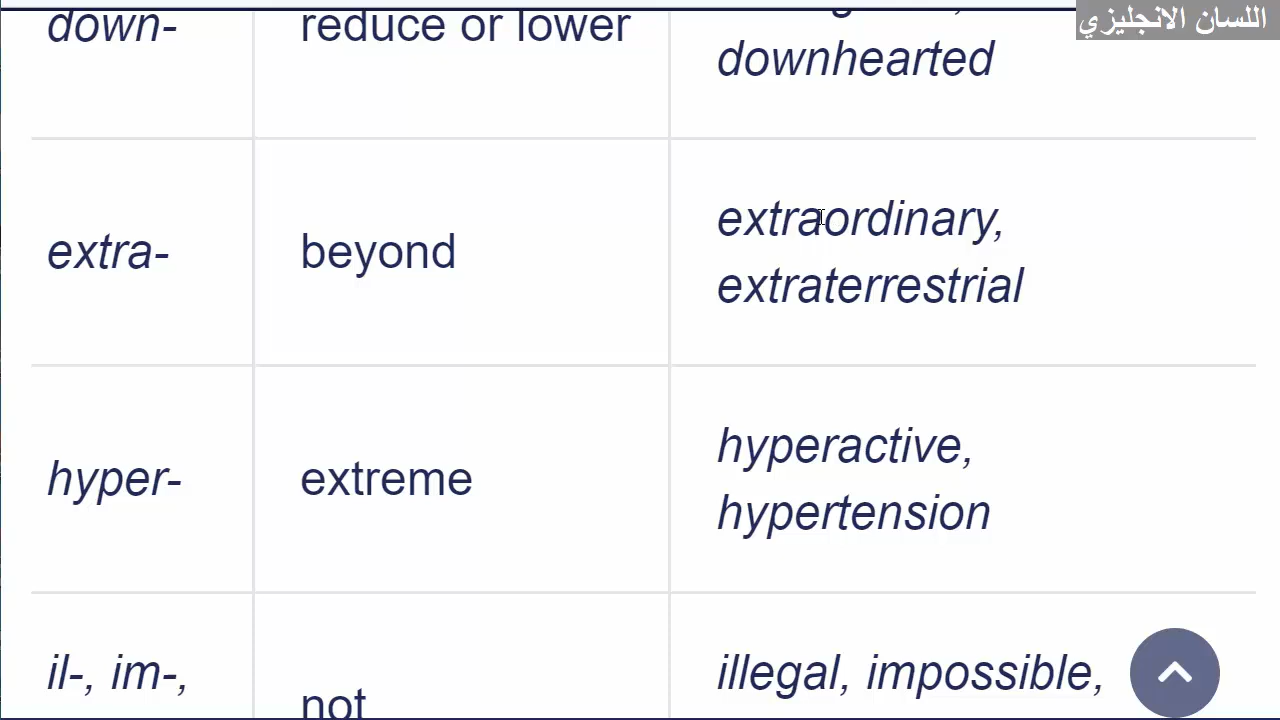 اللسان الانجليزي
down-
reduce or lower
downhearted
extra-
beyond
extraordinary,
extraterrestrial
hyper-
extreme
hyperactive,
hypertension
il-, im-,
not
illegal, impossible,